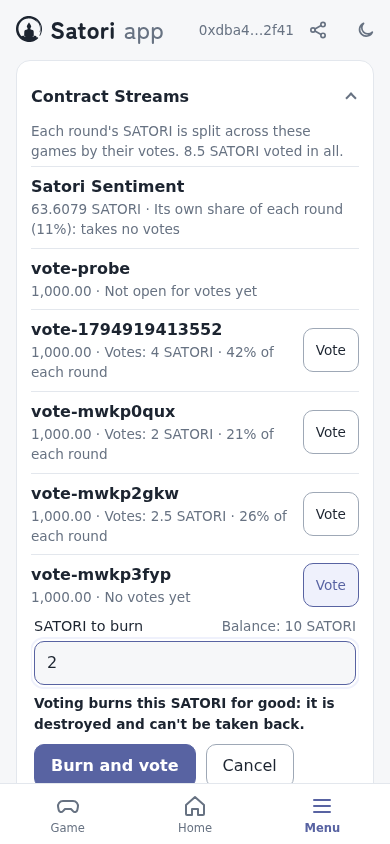 Satori app
0xdba4...2f41
Contract Streams
Each round's SATORI is split across these
games by their votes. 8.5 SATORI voted in all.
Satori Sentiment
63.6079 SATORI · Its own share of each round
(11%): takes no votes
vote-probe
1,000.00 · Not open for votes yet
vote-1794919413552
1,000.00 · Votes: 4 SATORI · 42% of
each round
Vote
vote-mwkp0qux
1,000.00 · Votes: 2 SATORI · 21% of
each round
Vote
vote-mwkp2gkw
1,000.00 · Votes: 2.5 SATORI · 26% of
each round
Vote
vote-mwkp3fyp
1,000.00 · No votes yet
Vote
SATORI to burn
Balance: 10 SATORI
2
Voting burns this SATORI for good: it is
destroyed and can't be taken back.
Burn and vote
Cancel
Game
Home
Menu